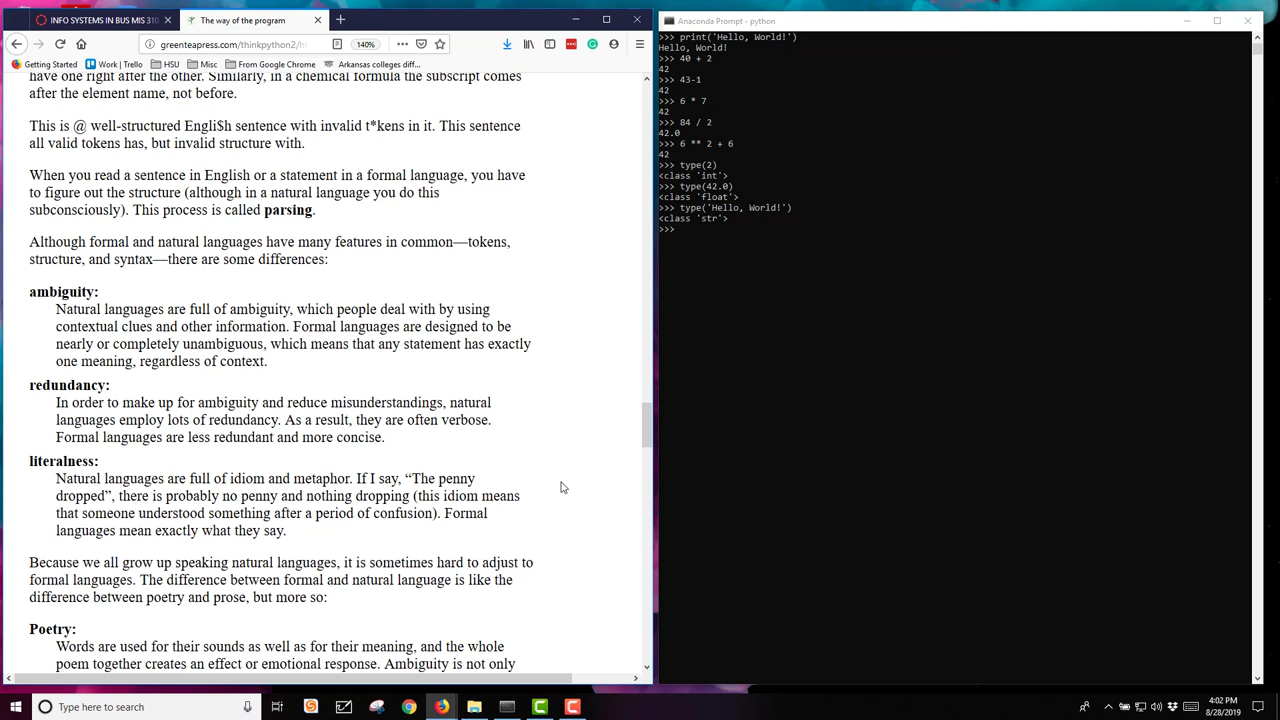 INFO SYSTEMS IN BUS MIS 310
The way of the program
greenteapress.com/thinkpython2/h
140%
Getting Started
Work | Trello
HSU
Misc
From Google Chrome
Arkansas colleges diff...
have one right after the other. Similarly, in a chemical formula the subscript comes
after the element name, not before.
This is @ well-structured Engli$h sentence with invalid t*kens in it. This sentence
all valid tokens has, but invalid structure with.
When you read a sentence in English or a statement in a formal language, you have
to figure out the structure (although in a natural language you do this
subconsciously). This process is called parsing.
Although formal and natural languages have many features in common—tokens,
structure, and syntax—there are some differences:
ambiguity:
Natural languages are full of ambiguity, which people deal with by using
contextual clues and other information. Formal languages are designed to be
nearly or completely unambiguous, which means that any statement has exactly
one meaning, regardless of context.
redundancy:
In order to make up for ambiguity and reduce misunderstandings, natural
languages employ lots of redundancy. As a result, they are often verbose.
Formal languages are less redundant and more concise.
literalness:
Natural languages are full of idiom and metaphor. If I say, “The penny
dropped”, there is probably no penny and nothing dropping (this idiom means
that someone understood something after a period of confusion). Formal
languages mean exactly what they say.
Because we all grow up speaking natural languages, it is sometimes hard to adjust to
formal languages. The difference between formal and natural language is like the
difference between poetry and prose, but more so:
Poetry:
Words are used for their sounds as well as for their meaning, and the whole
poem together creates an effect or emotional response. Ambiguity is not only
Anaconda Prompt - python
>>> print('Hello, World!')
Hello, World!
>>> 40 + 2
42
>>> 43-1
42
>>> 6 * 7
42
>>> 84 / 2
42.0
>>> 6 ** 2 + 6
42
>>> type(2)
<class 'int'>
>>> type(42.0)
<class 'float'>
>>> type('Hello, World!')
<class 'str'>
>>>
Type here to search
4:02 PM
8/28/2019